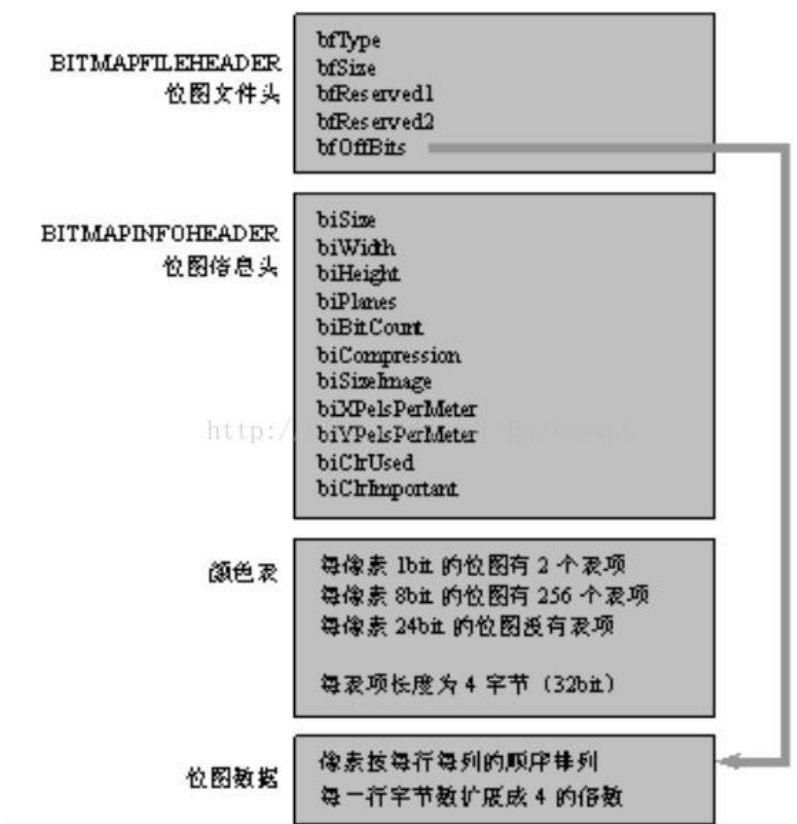 BITMAPFILEHEADER
位图文件头
bfType
bfSize
bfReserved1
bfReserved2
bfOffBits
BITMAPINFOHEADER
位图信息头
biSize
biWidth
biHeight
biPlanes
biBitCount
biCompression
biSizeImage
biXPelsPerMeter
biYPelsPerMeter
biClrUsed
biClrImportant
http:/
颜色表
每像素 1bit 的位图有 2 个表项
每像素 8bit 的位图有 256 个表项
每像素 24bit 的位图没有表项
每表项长度为 4 字节（32bit）
位图数据
像素按每行每列的顺序排列
每一行字节数扩展成 4 的倍数